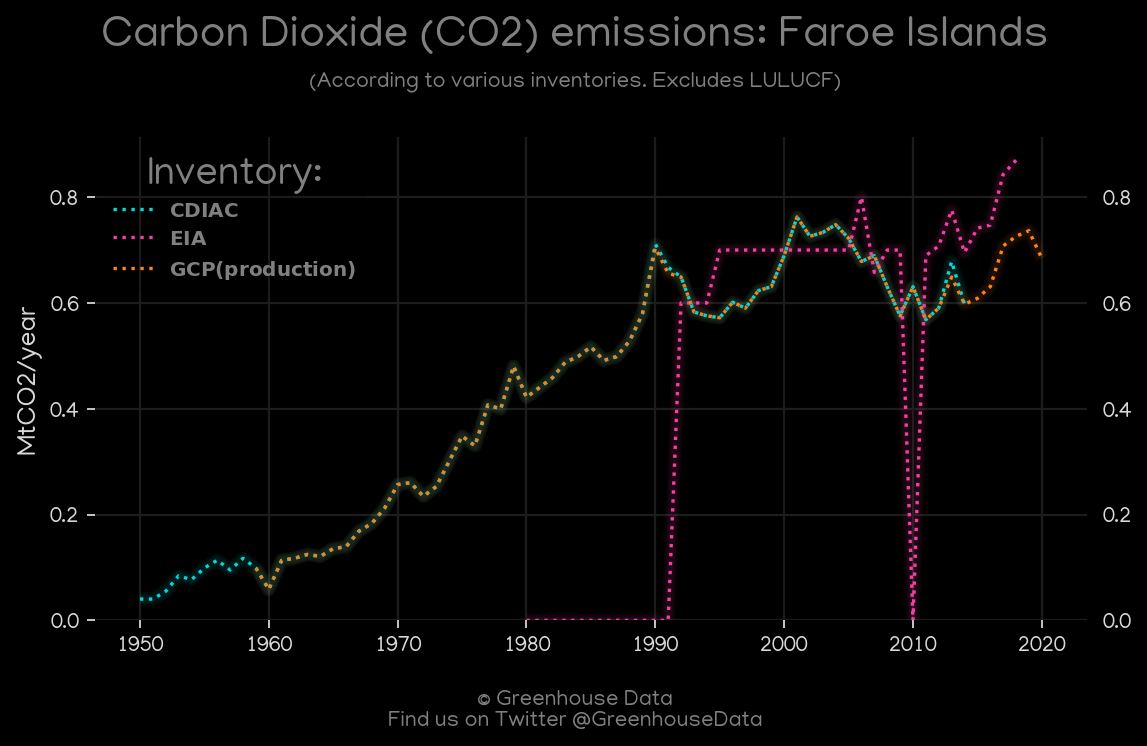 Carbon Dioxide (CO2) emissions: Faroe Islands
(According to various inventories. Excludes LULUCF)
Inventory:
CDIAC
EIA
GCP(production)
MtCO2/year
0.8
0.6
0.4
0.2
0.0
0.8
0.6
0.4
0.2
0.0
1950 1960 1970 1980 1990 2000 2010 2020
© Greenhouse Data
Find us on Twitter @GreenhouseData